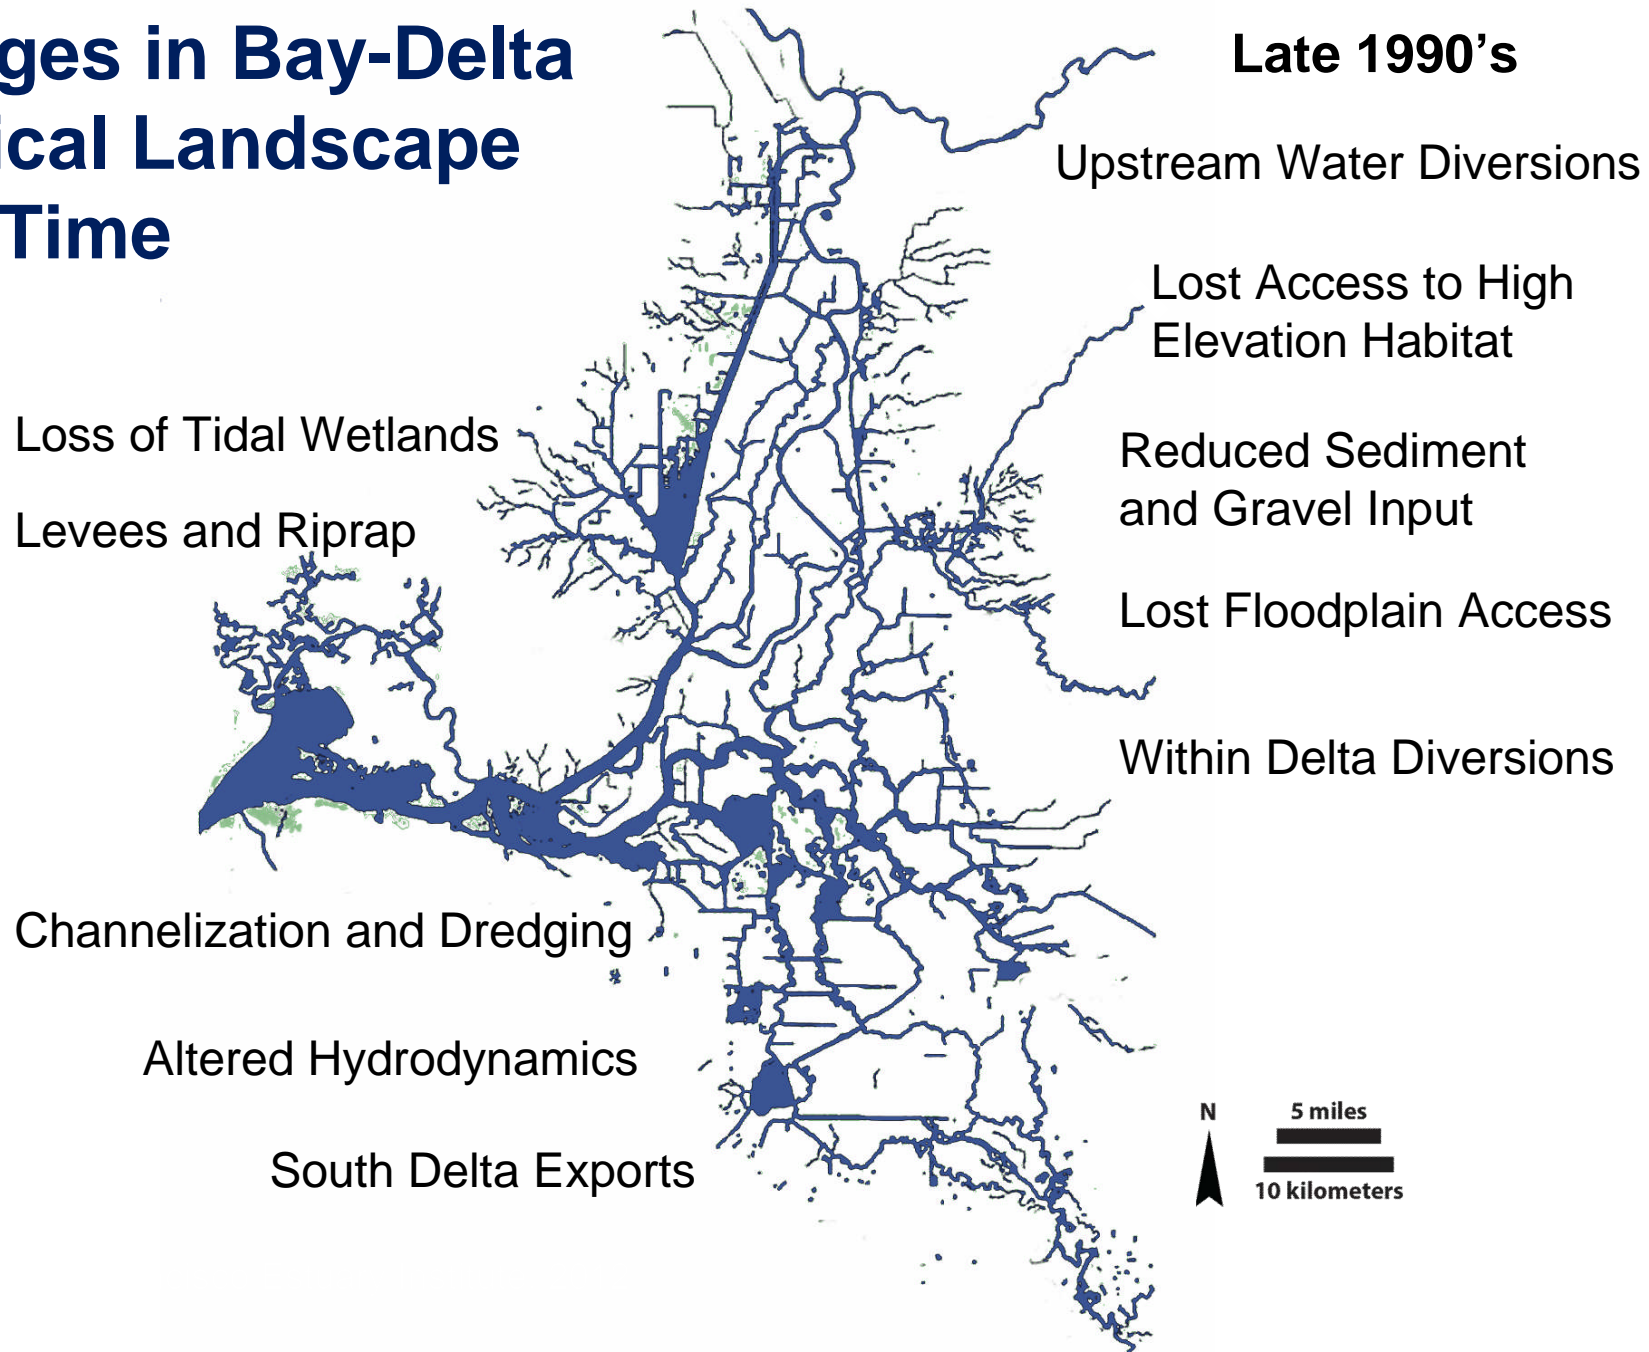 ges in Bay-Delta
ical Landscape
Time
Late 1990's
Upstream Water Diversions
Lost Access to High
Elevation Habitat
Loss of Tidal Wetlands
Reduced Sediment
and Gravel Input
Levees and Riprap
Lost Floodplain Access
Within Delta Diversions
Channelization and Dredging
Altered Hydrodynamics
South Delta Exports
N
5 miles
10 kilometers